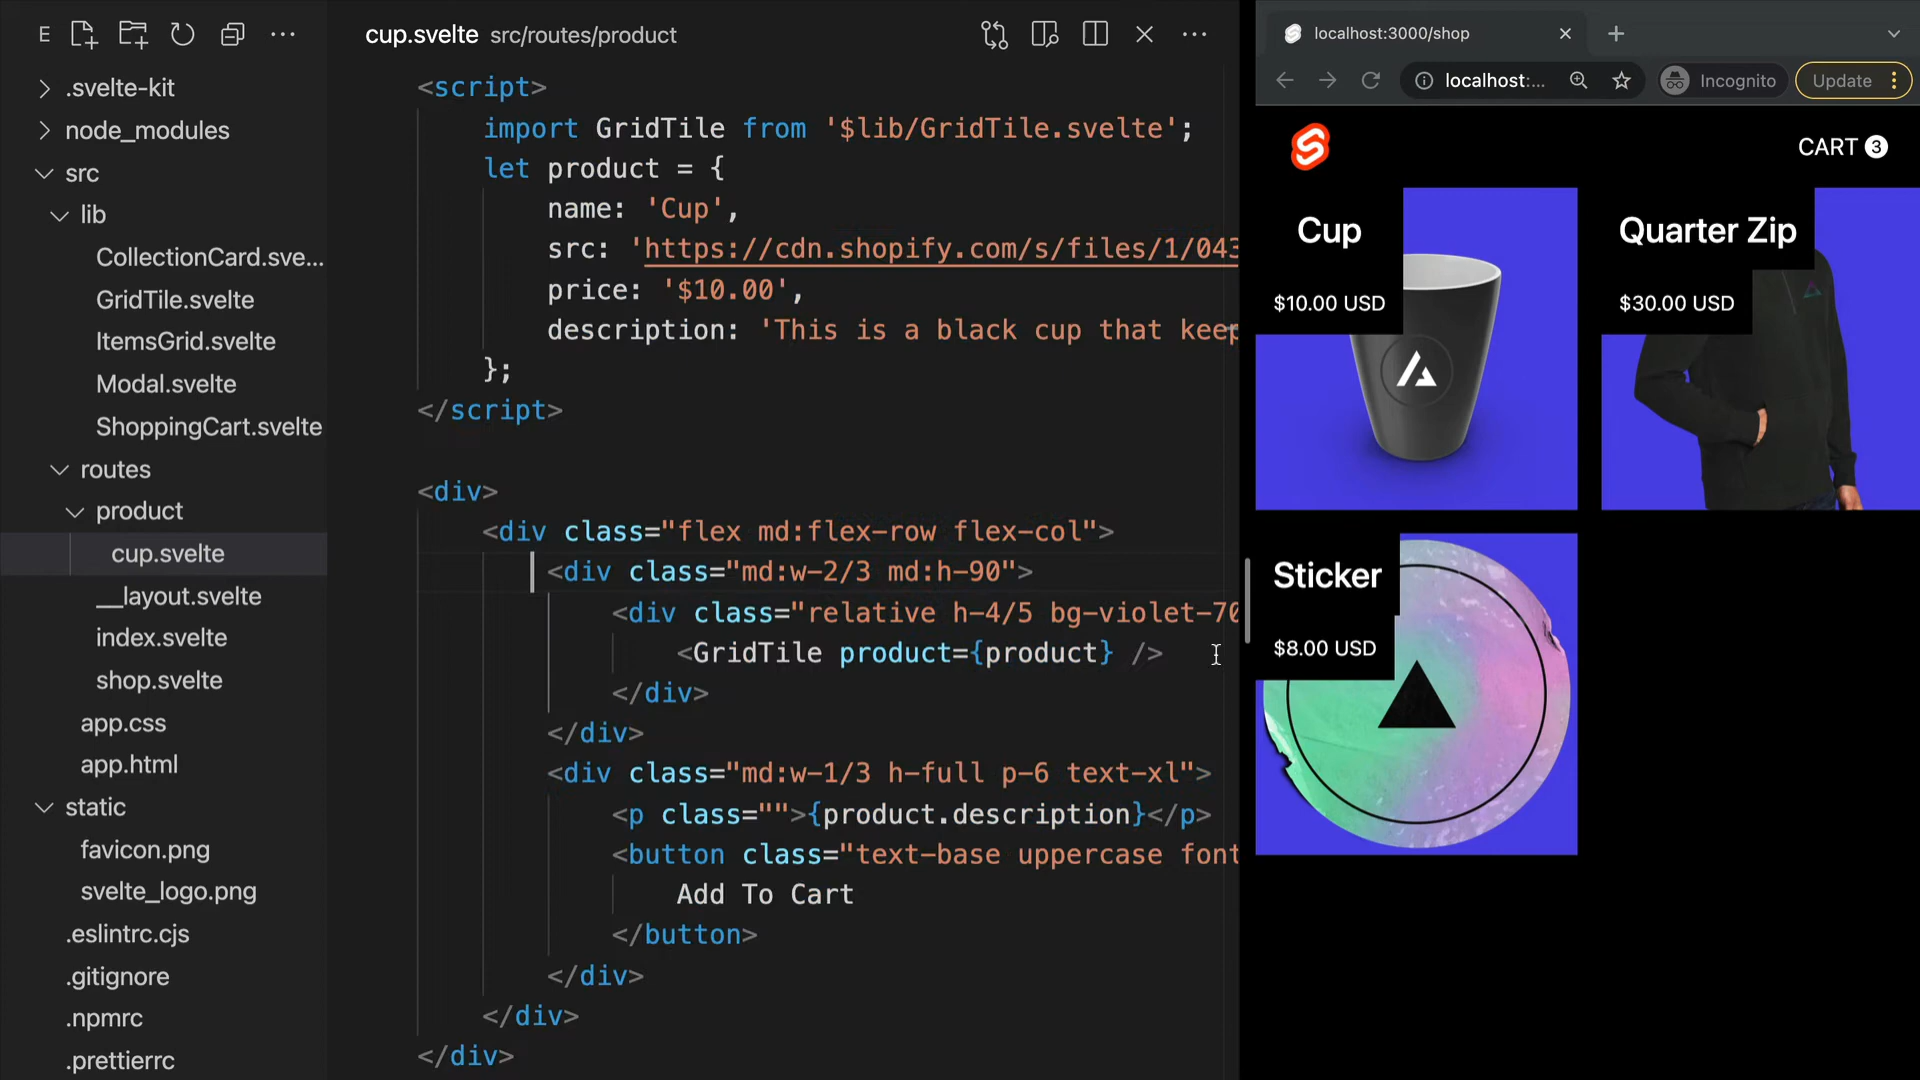 E
.svelte-kit
node_modules
src
lib
CollectionCard.sve...
GridTile.svelte
ItemsGrid.svelte
Modal.svelte
ShoppingCart.svelte
routes
product
cup.svelte
__layout.svelte
index.svelte
shop.svelte
app.css
app.html
static
favicon.png
svelte_logo.png
.eslintrc.cjs
.gitignore
.npmrc
.prettierrc
cup.svelte src/routes/product
<script>
import GridTile from '$lib/GridTile.svelte';
let product = {
name: 'Cup',
src: 'https://cdn.shopify.com/s/files/1/043
price: '$10.00',
description: 'This is a black cup that keep
};
</script>
<div>
<div class="flex md:flex-row flex-col">
<div class="md:w-2/3 md:h-90">
<div class="relative h-4/5 bg-violet-70
<GridTile product={product} />
</div>
</div>
<div class="md:w-1/3 h-full p-6 text-xl">
<p class="">{product.description}</p>
<button class="text-base uppercase font
Add To Cart
</button>
</div>
</div>
</div>
localhost:3000/shop
localhost:...
Incognito
Update
CART 3
Cup
$10.00 USD
Quarter Zip
$30.00 USD
Sticker
$8.00 USD